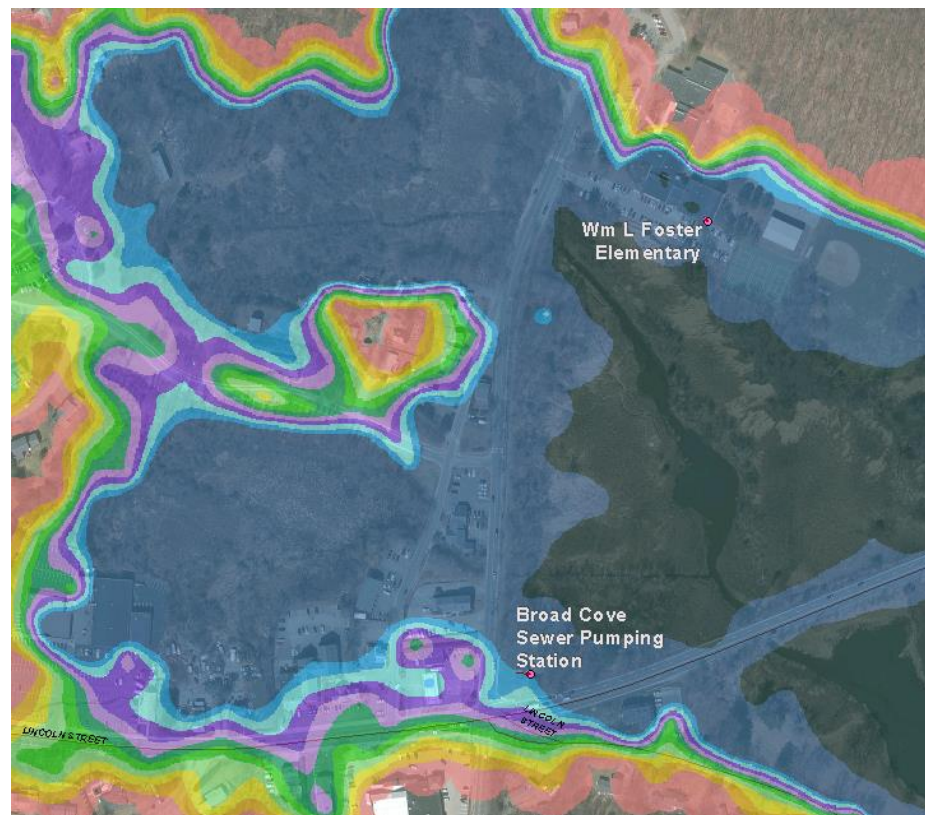 Wm L Foster
Elementary
Broad Cove
Sewer Pumping
Station
LINCOLN
STREET
LINCOLN STREET